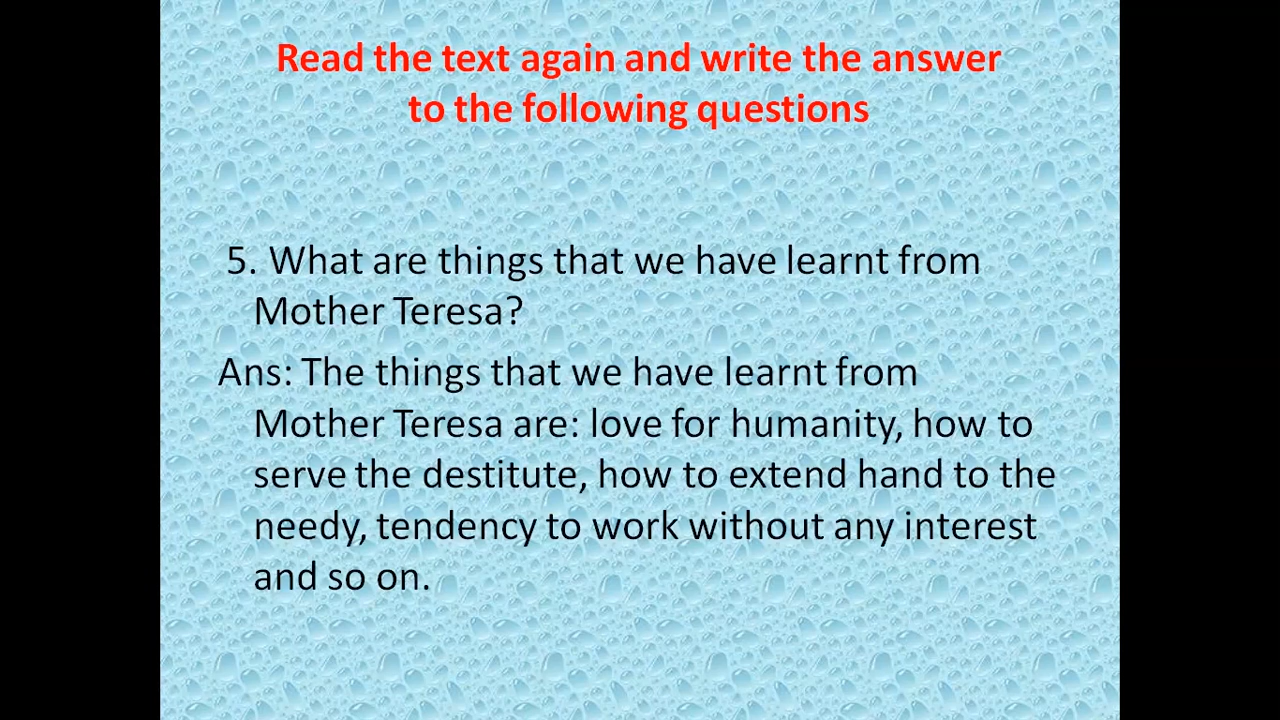 Read the text again and write the answer
to the following questions
5. What are things that we have learnt from
Mother Teresa?
Ans: The things that we have learnt from
Mother Teresa are: love for humanity, how to
serve the destitute, how to extend hand to the
needy, tendency to work without any interest
and so on.